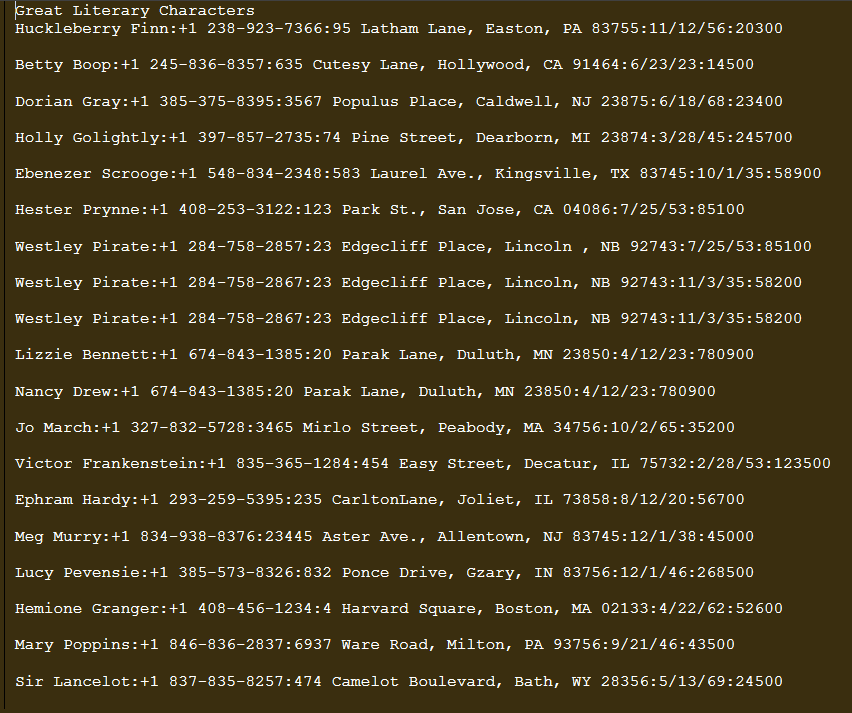 Great Literary Characters
Huckleberry Finn:+1 238-923-7366:95 Latham Lane, Easton, PA 83755:11/12/56:20300
Betty Boop:+1 245-836-8357:635 Cutesy Lane, Hollywood, CA 91464:6/23/23:14500
Dorian Gray:+1 385-375-8395:3567 Populus Place, Caldwell, NJ 23875:6/18/68:23400
Holly Golightly:+1 397-857-2735:74 Pine Street, Dearborn, MI 23874:3/28/45:245700
Ebenezer Scrooge:+1 548-834-2348:583 Laurel Ave., Kingsville, TX 83745:10/1/35:58900
Hester Prynne:+1 408-253-3122:123 Park St., San Jose, CA 04086:7/25/53:85100
Westley Pirate:+1 284-758-2857:23 Edgecliff Place, Lincoln , NB 92743:7/25/53:85100
Westley Pirate:+1 284-758-2867:23 Edgecliff Place, Lincoln, NB 92743:11/3/35:58200
Westley Pirate:+1 284-758-2867:23 Edgecliff Place, Lincoln, NB 92743:11/3/35:58200
Lizzie Bennett:+1 674-843-1385:20 Parak Lane, Duluth, MN 23850:4/12/23:780900
Nancy Drew:+1 674-843-1385:20 Parak Lane, Duluth, MN 23850:4/12/23:780900
Jo March:+1 327-832-5728:3465 Mirlo Street, Peabody, MA 34756:10/2/65:35200
Victor Frankenstein:+1 835-365-1284:454 Easy Street, Decatur, IL 75732:2/28/53:123500
Ephram Hardy:+1 293-259-5395:235 CarltonLane, Joliet, IL 73858:8/12/20:56700
Meg Murry:+1 834-938-8376:23445 Aster Ave., Allentown, NJ 83745:12/1/38:45000
Lucy Pevensie:+1 385-573-8326:832 Ponce Drive, Gzary, IN 83756:12/1/46:268500
Hemione Granger:+1 408-456-1234:4 Harvard Square, Boston, MA 02133:4/22/62:52600
Mary Poppins:+1 846-836-2837:6937 Ware Road, Milton, PA 93756:9/21/46:43500
Sir Lancelot:+1 837-835-8257:474 Camelot Boulevard, Bath, WY 28356:5/13/69:24500